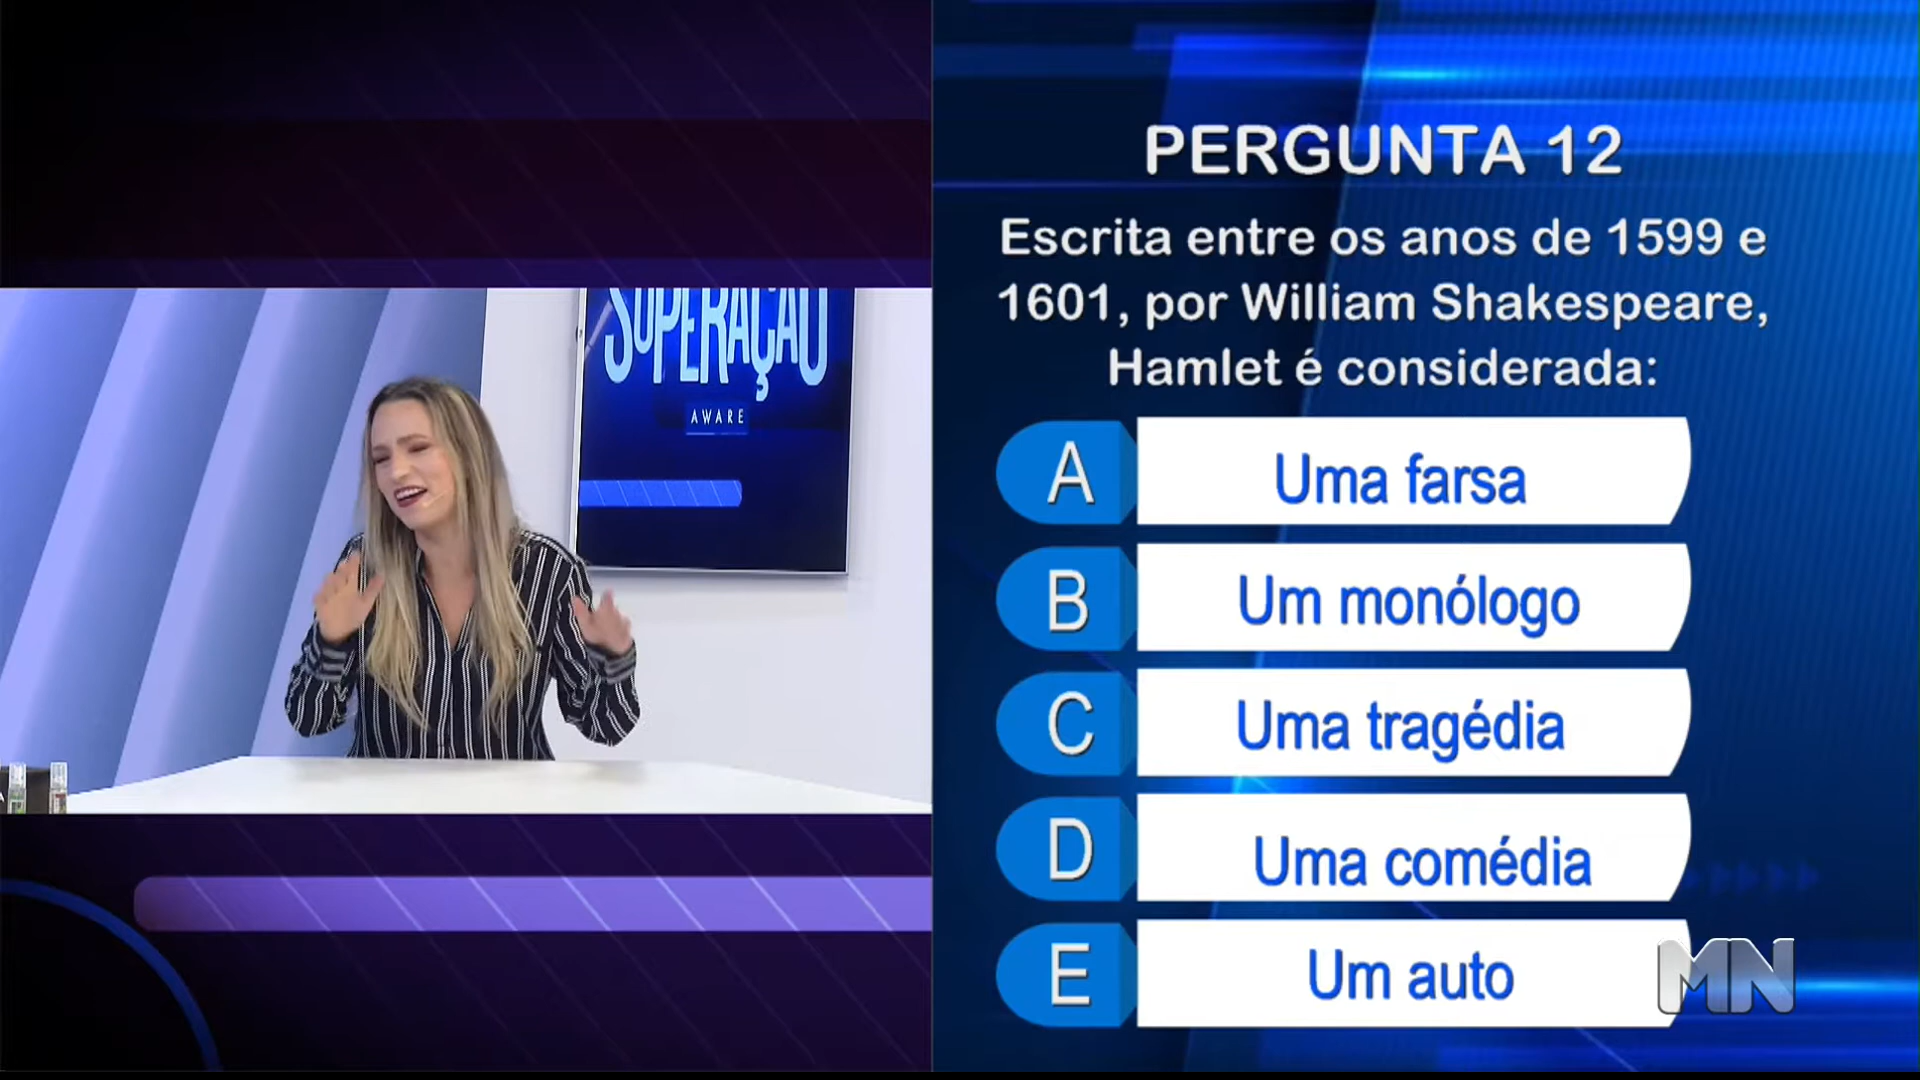 SUPERAÇÃO
AWARE
PERGUNTA 12
Escrita entre os anos de 1599 e
1601, por William Shakespeare,
Hamlet é considerada:
A Uma farsa
B Um monólogo
C Uma tragédia
D Uma comédia
E Um auto
MN